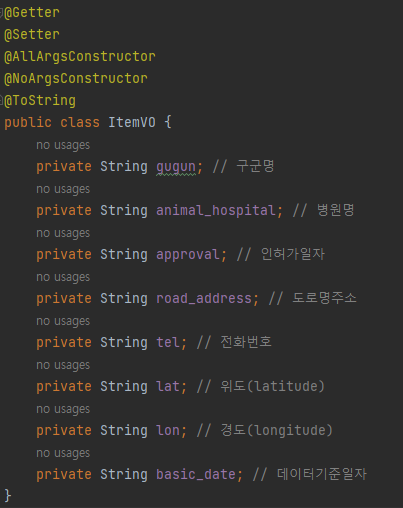 @Getter
@Setter
@AllArgsConstructor
@NoArgsConstructor
@ToString
public class ItemVO {
no usages
private String gugun; // 구군명
no usages
private String animal_hospital; // 병원명
no usages
private String approval; // 인허가일자
no usages
private String road_address; // 도로명주소
no usages
private String tel; // 전화번호
no usages
private String lat; // 위도(latitude)
no usages
private String lon; // 경도(longitude)
no usages
private String basic_date; // 데이터기준일자
}